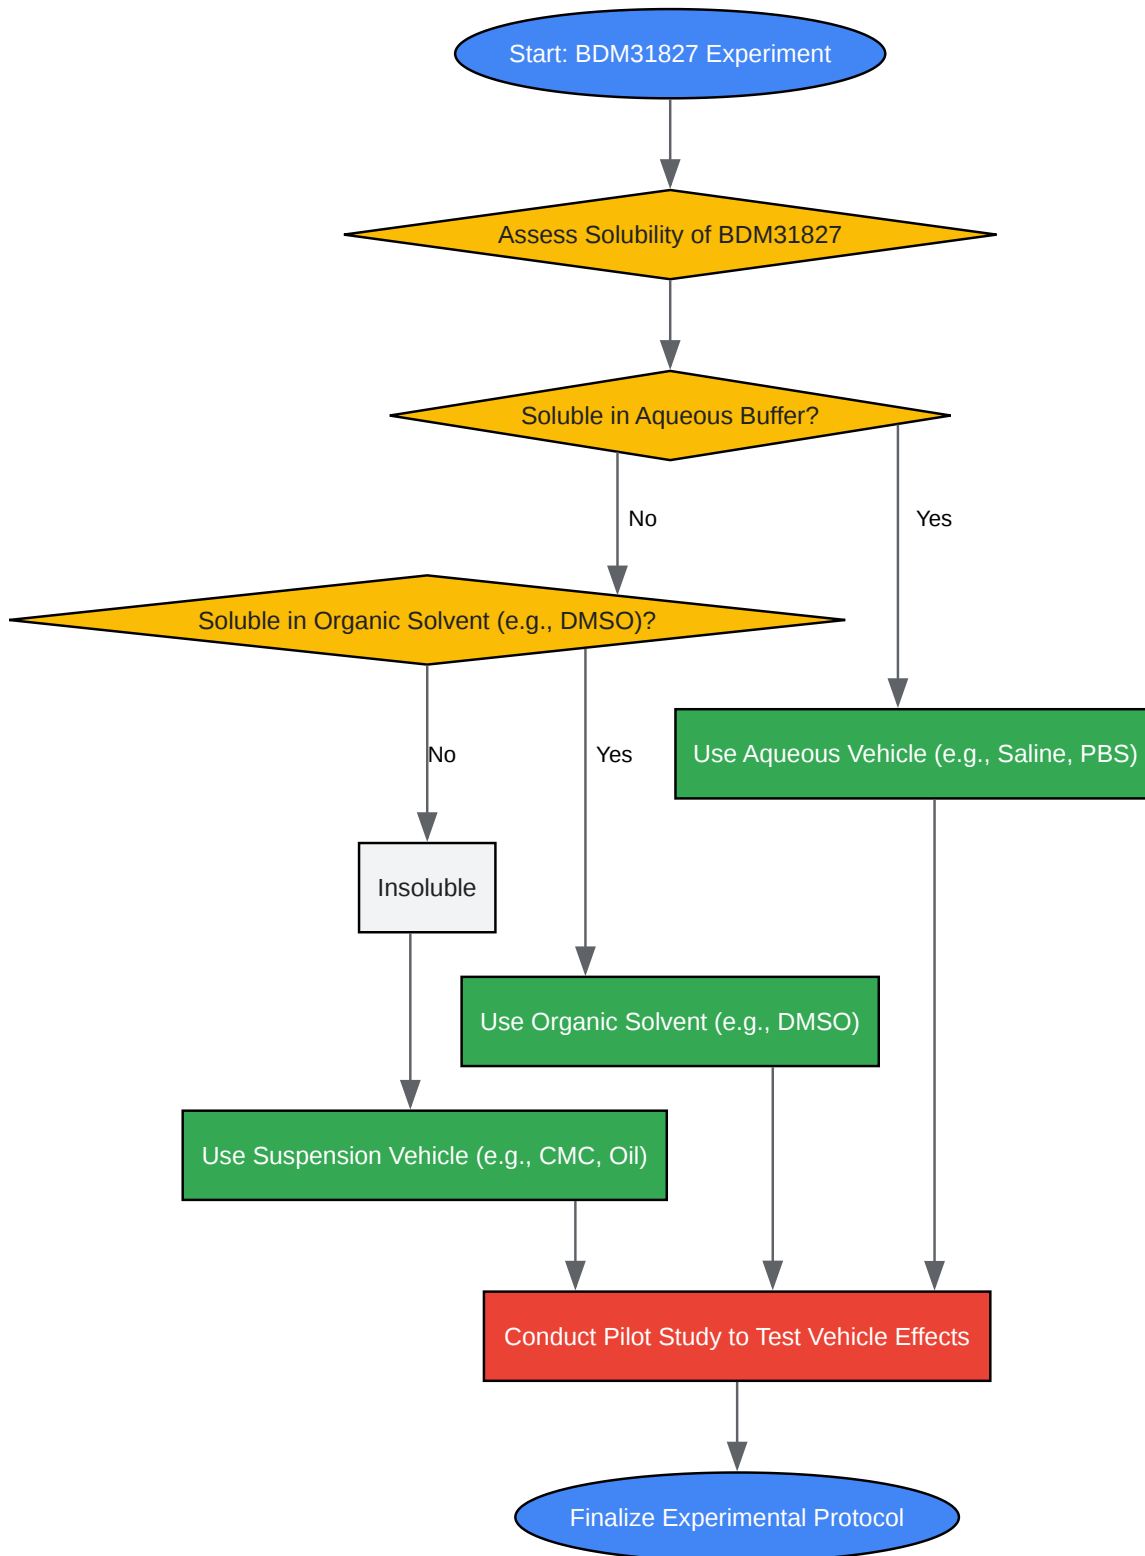 Start: BDM31827 Experiment
Assess Solubility of BDM31827
Soluble in Aqueous Buffer?
No
Yes
Soluble in Organic Solvent (e.g., DMSO)?
No
Yes
Use Aqueous Vehicle (e.g., Saline, PBS)
Insoluble
Use Organic Solvent (e.g., DMSO)
Use Suspension Vehicle (e.g., CMC, Oil)
Conduct Pilot Study to Test Vehicle Effects
Finalize Experimental Protocol